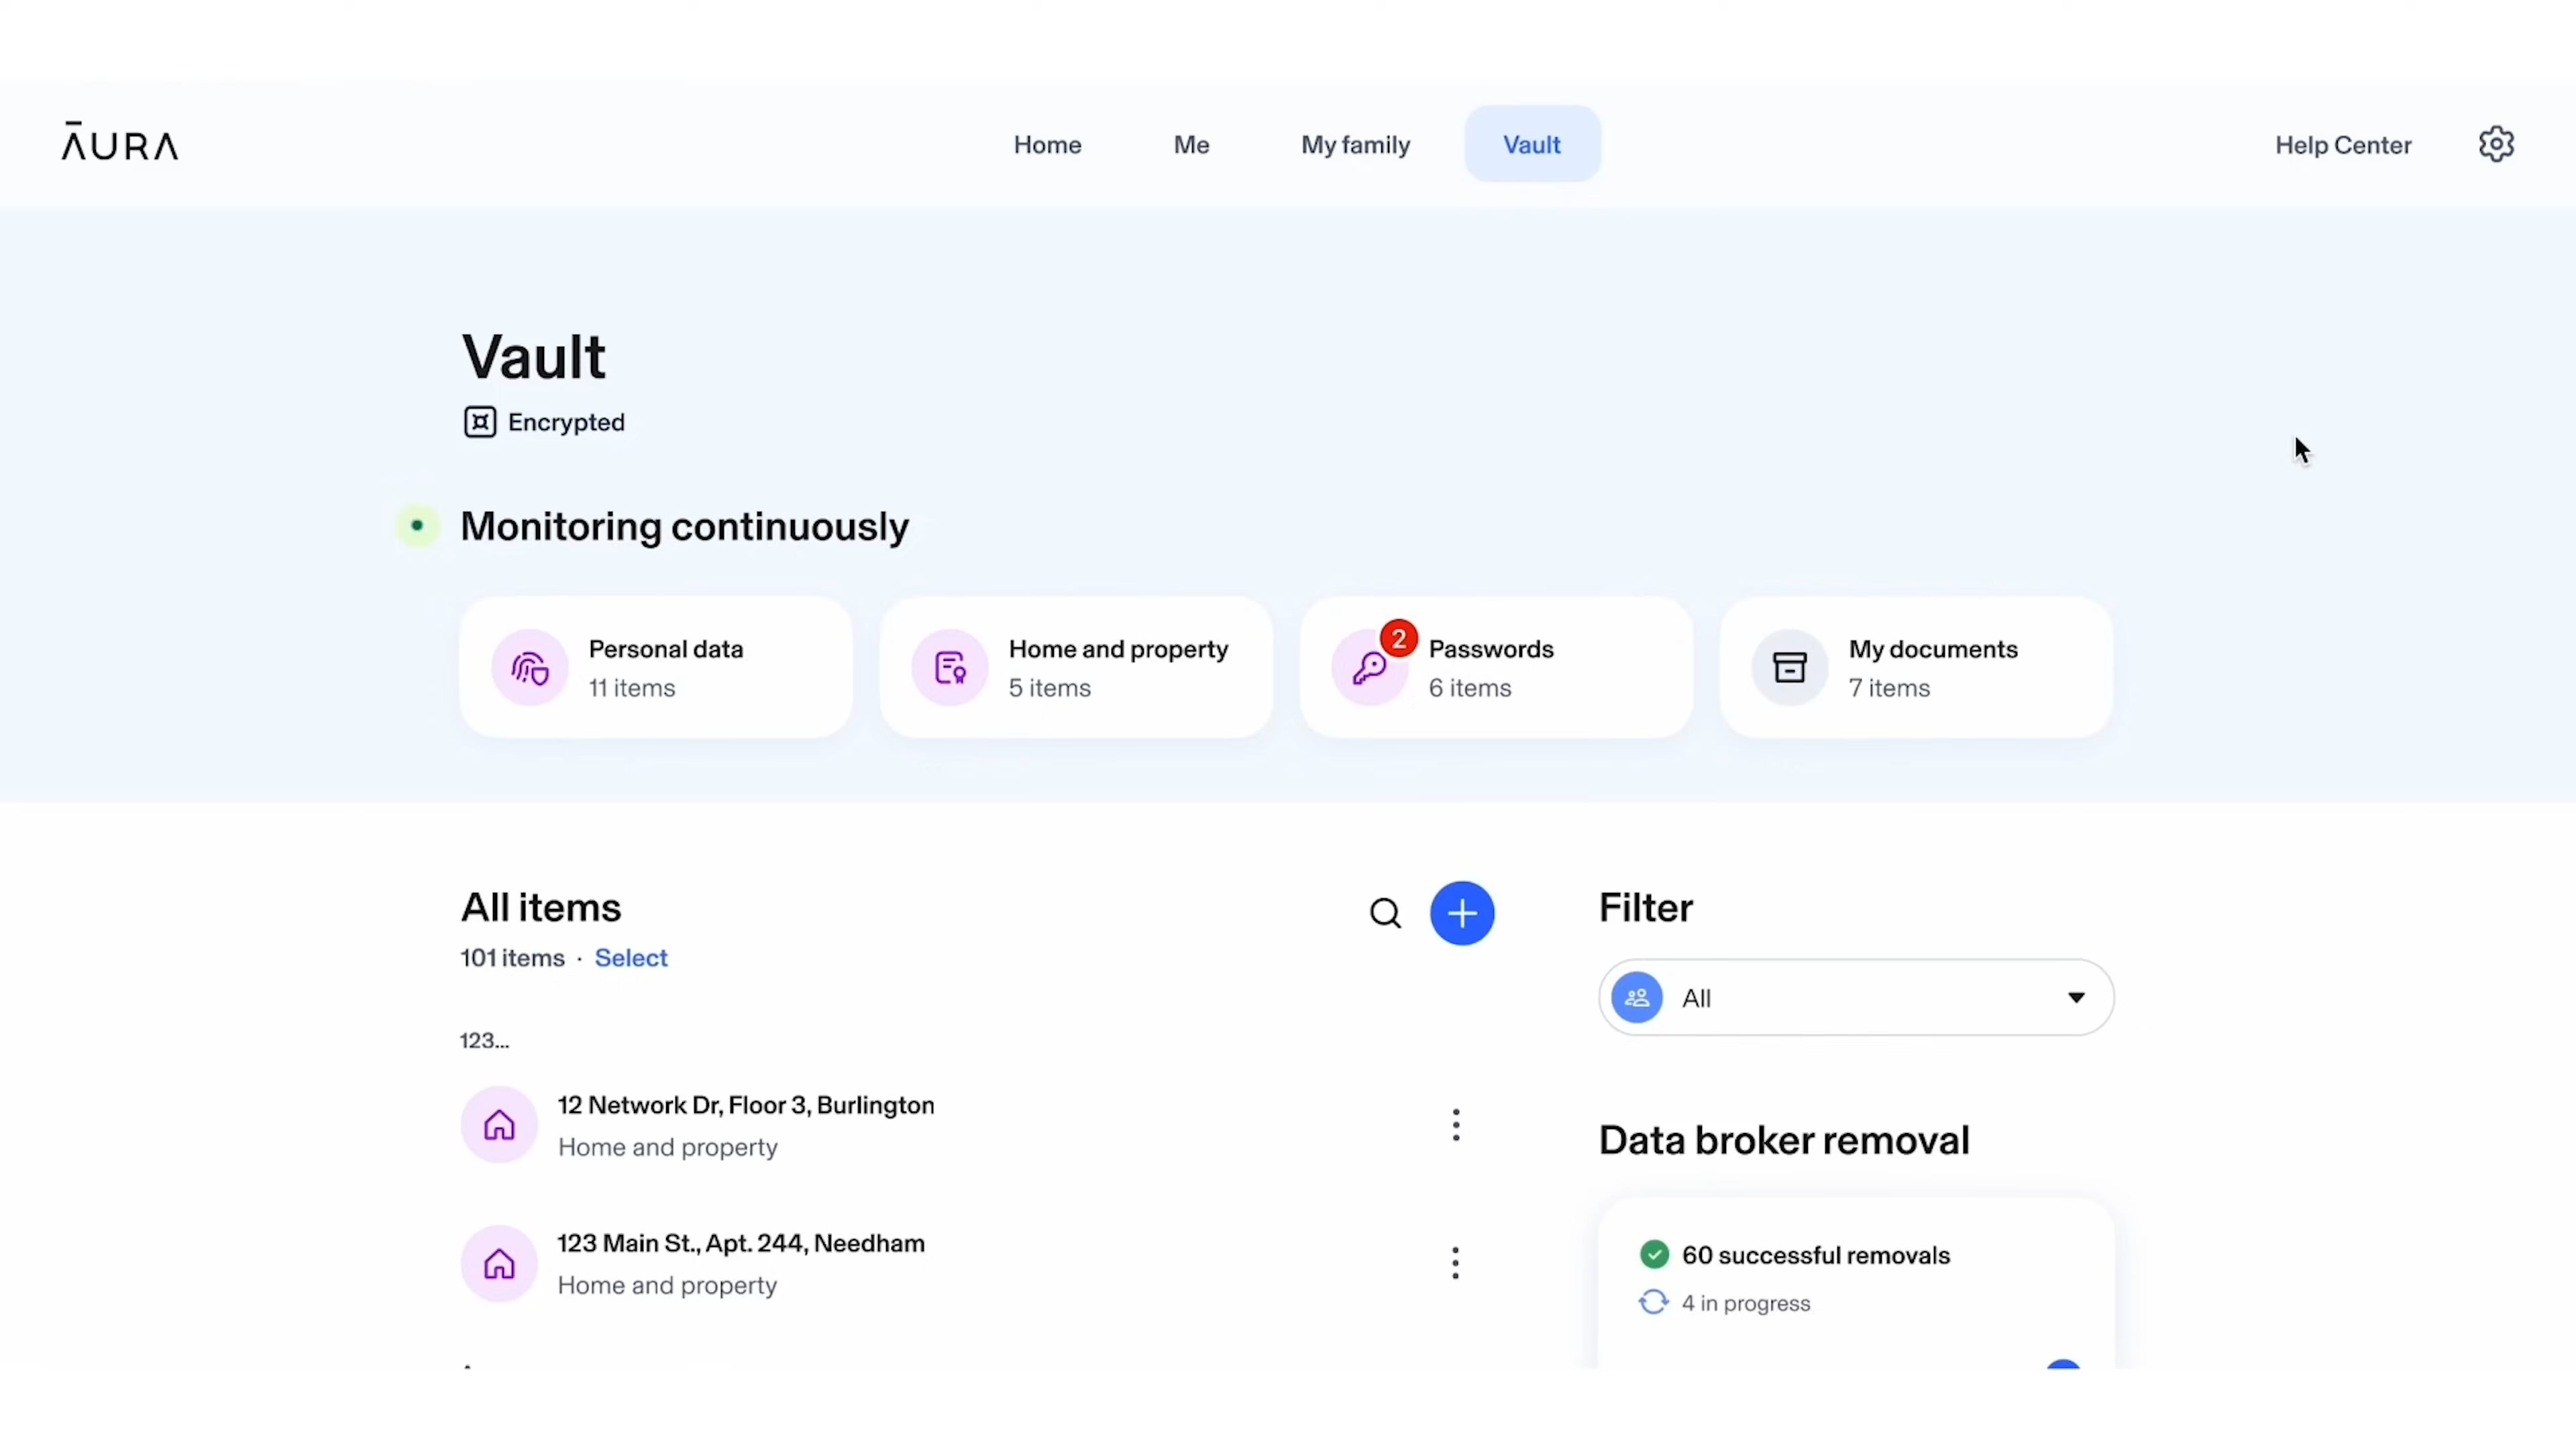 ĀURA
Home
Me
My family
Vault
Help Center
Vault
Encrypted
Monitoring continuously
Personal data
11 items
Home and property
5 items
2
Passwords
6 items
My documents
7 items
All items
101 items · Select
123...
12 Network Dr, Floor 3, Burlington
Home and property
123 Main St., Apt. 244, Needham
Home and property
Filter
All
Data broker removal
60 successful removals
4 in progress